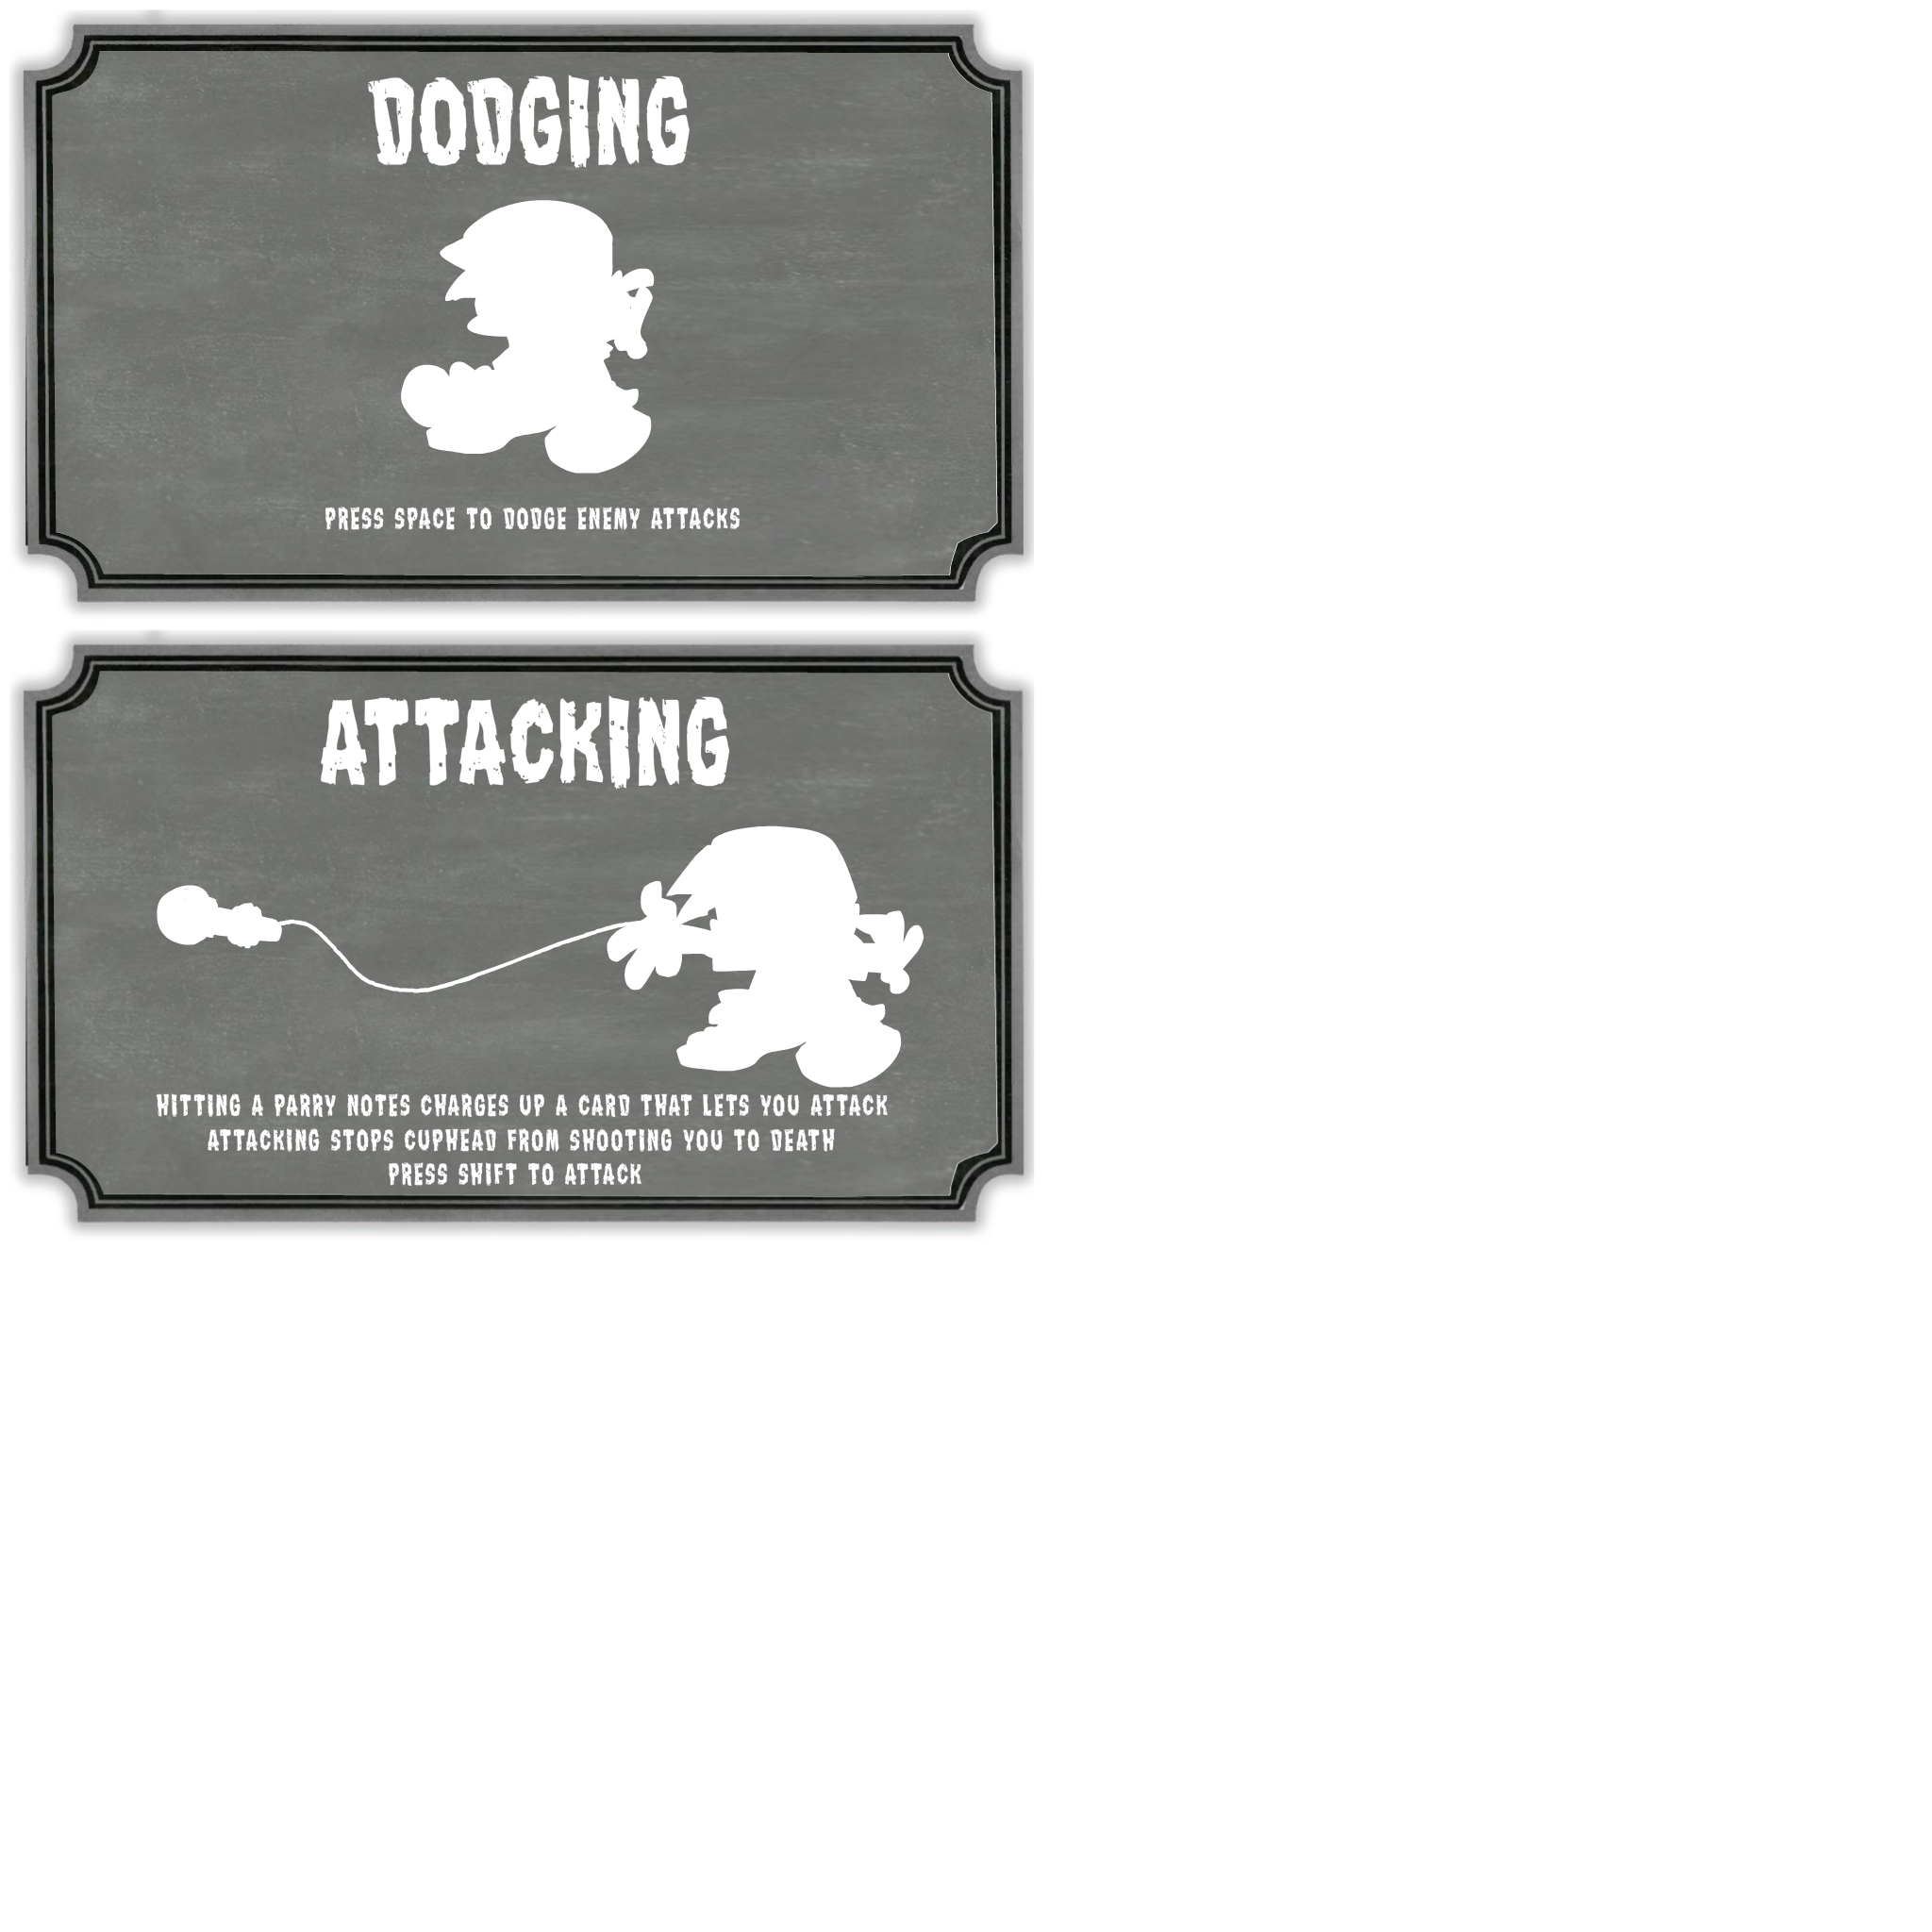 DODGING
PRESS SPACE TO DODGE ENEMY ATTACKS
ATTACKING
HITTING A PARRY NOTES CHARGES UP A CARD THAT LETS YOU ATTACK
ATTACKING STOPS CUPHEAD FROM SHOOTING YOU TO DEATH
PRESS SHIFT TO ATTACK